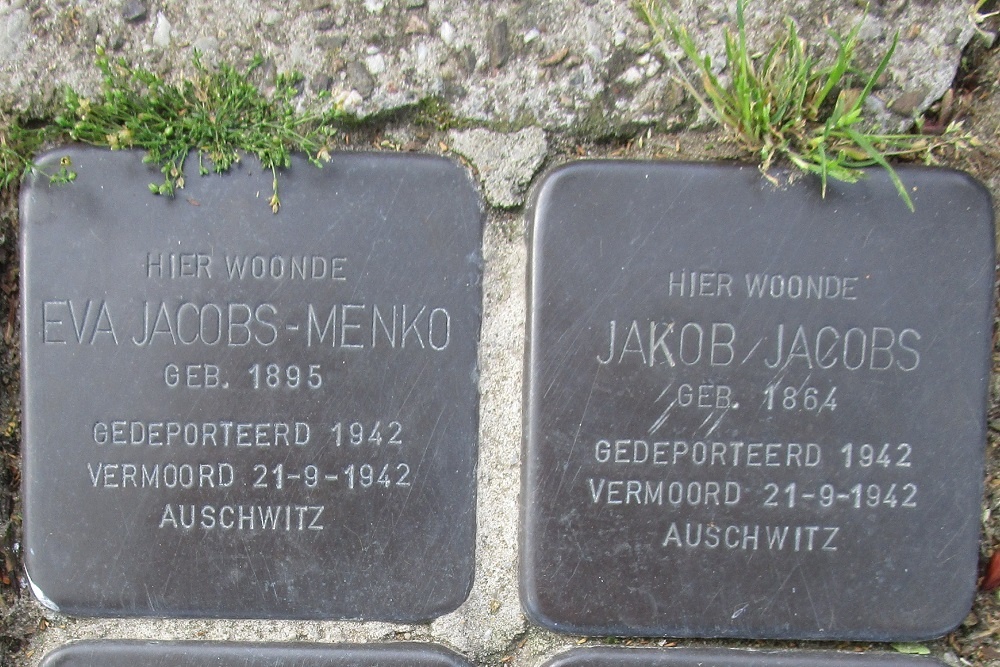 HIER WOONDE
EVA JACOBS-MENKO
GEB. 1895
GEDEPORTEERD 1942
VERMOORD 21-9-1942
AUSCHWITZ
HIER WOONDE
JAKOB JACOBS
GEB. 1864
GEDEPORTEERD 1942
VERMOORD 21-9-1942
AUSCHWITZ